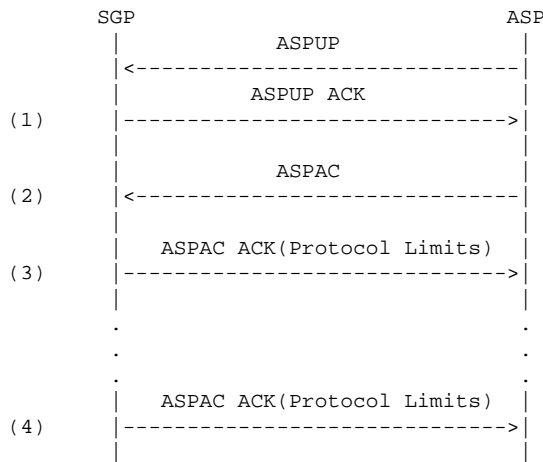 SGP ASP
ASPUP
ASPUP ACK
(1)
ASPAC
(2)
ASPAC ACK(Protocol Limits)
(3)
ASPAC ACK(Protocol Limits)
(4)